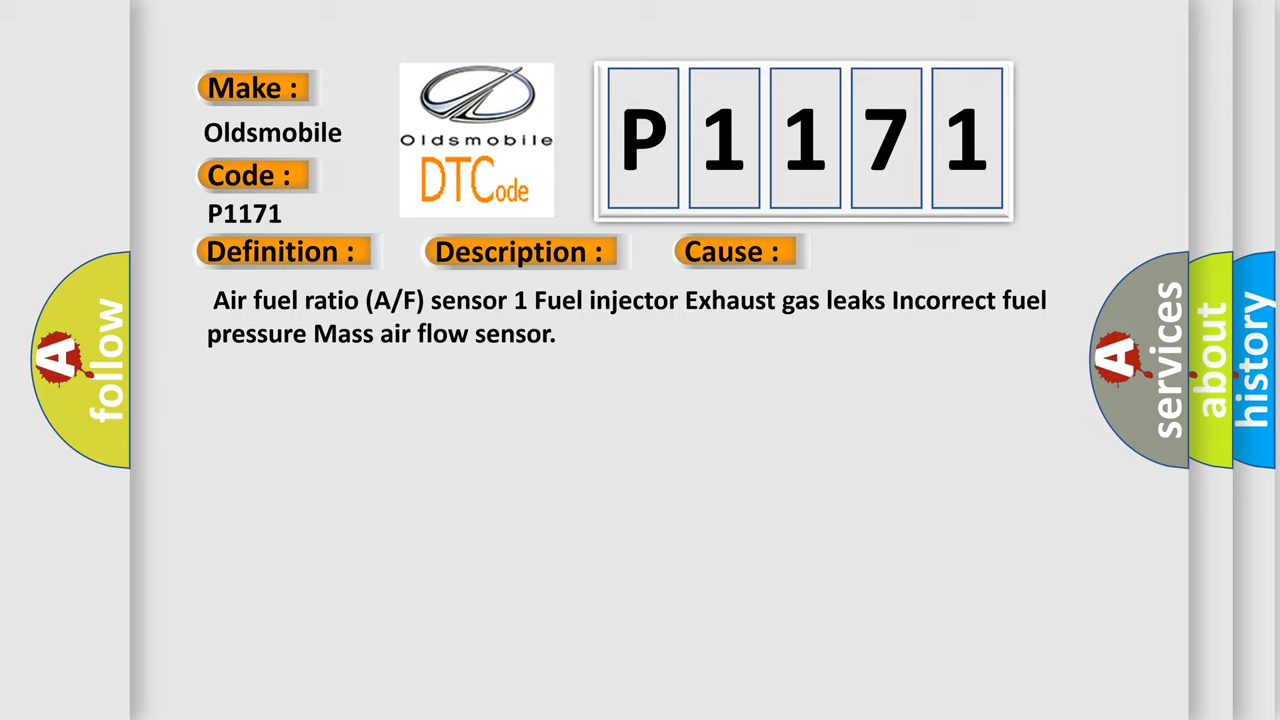 Make :
Oldsmobile
Code :
P1171
Oldsmobile
DTCode
P 1 1 7 1
Definition :
Description :
Cause :
Air fuel ratio (A/F) sensor 1 Fuel injector Exhaust gas leaks Incorrect fuel
pressure Mass air flow sensor.
A
follow
A
services
about
history